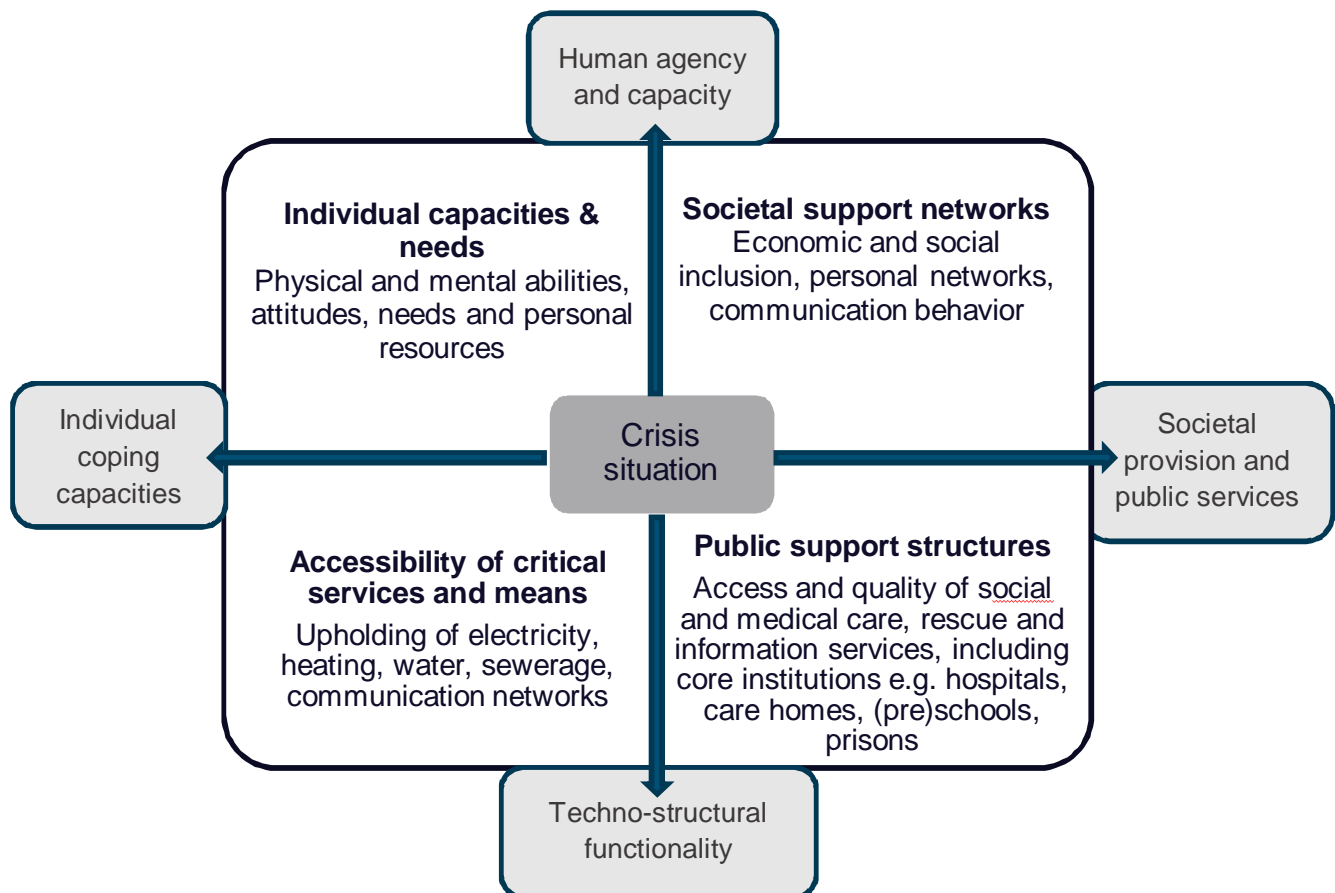 Human agency
and capacity
Individual capacities &
needs
Physical and mental abilities,
attitudes, needs and personal
resources
Societal support networks
Economic and social
inclusion, personal networks,
communication behavior
Individual
coping
capacities
Crisis
situation
Societal
provision and
public services
Accessibility of critical
services and means
Upholding of electricity,
heating, water, sewerage,
communication networks
Public support structures
Access and quality of social
and medical care, rescue and
information services, including
core institutions e.g. hospitals,
care homes, (pre)schools,
prisons
Techno-structural
functionality